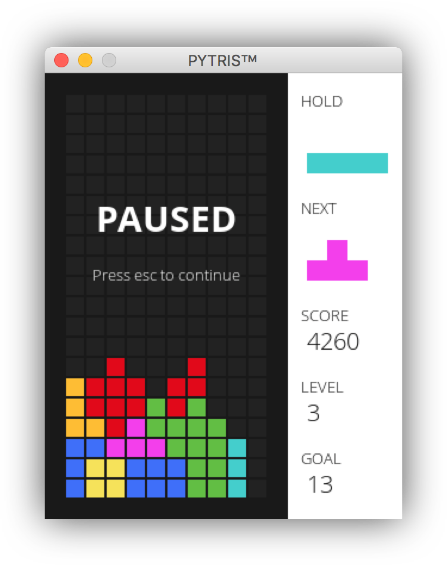 PYTRIS™
HOLD
NEXT
PAUSED
Press esc to continue
SCORE
4260
LEVEL
3
GOAL
13